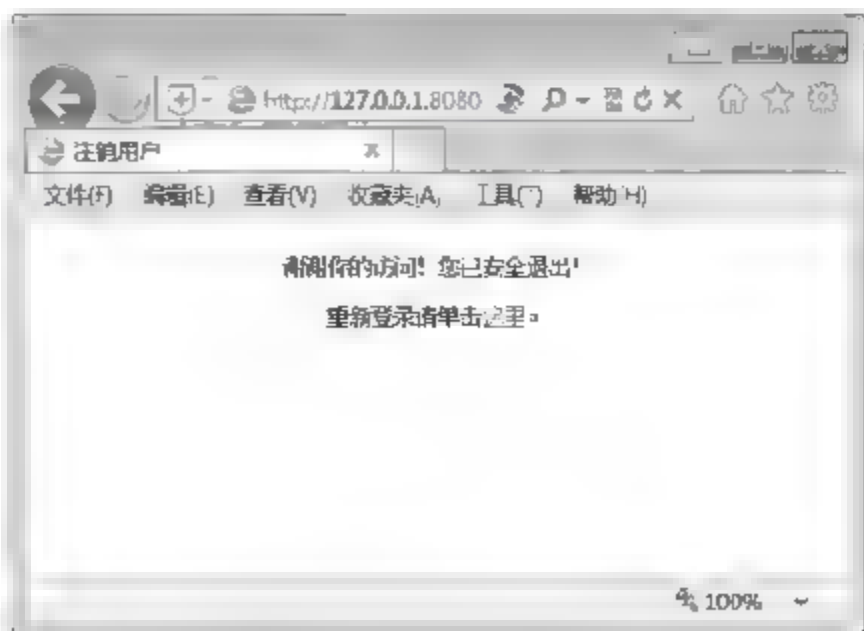 http://127.0.0.1:8080
注销用户
文件(F) 编辑(E) 查看(V) 收藏夹(A) 工具(T) 帮助(H)
谢谢你的访问！您已安全退出！
重新登录请单击这里。
100%